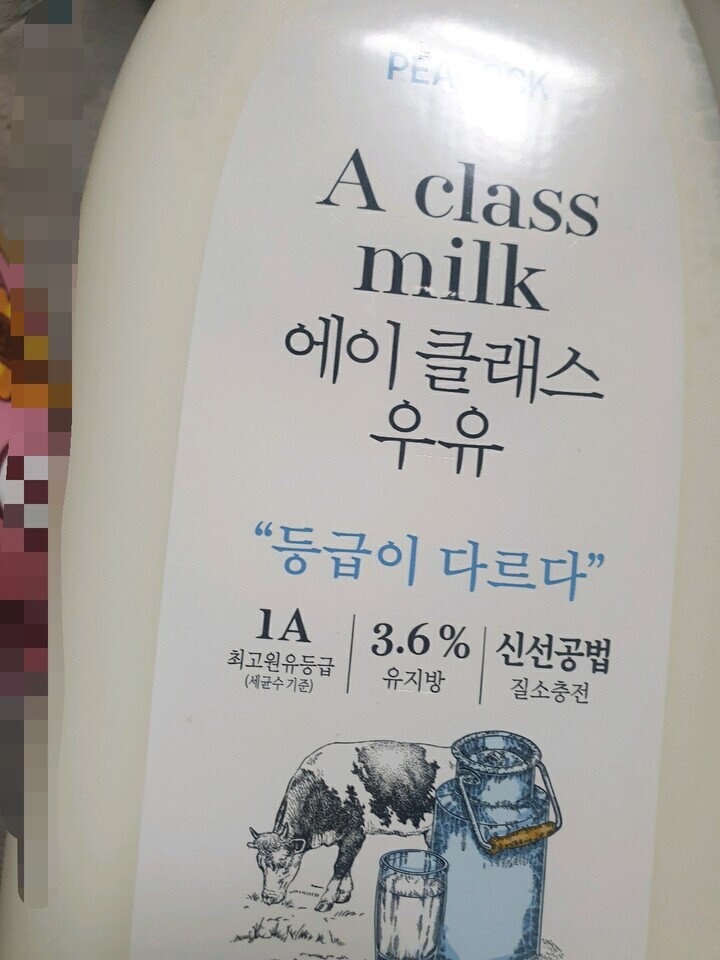 PEACOCK
A class
milk
에이 클래스
우유
“등급이 다르다”
1A
최고원유등급
(세균수 기준)
3.6%
유지방
신선공법
질소충전